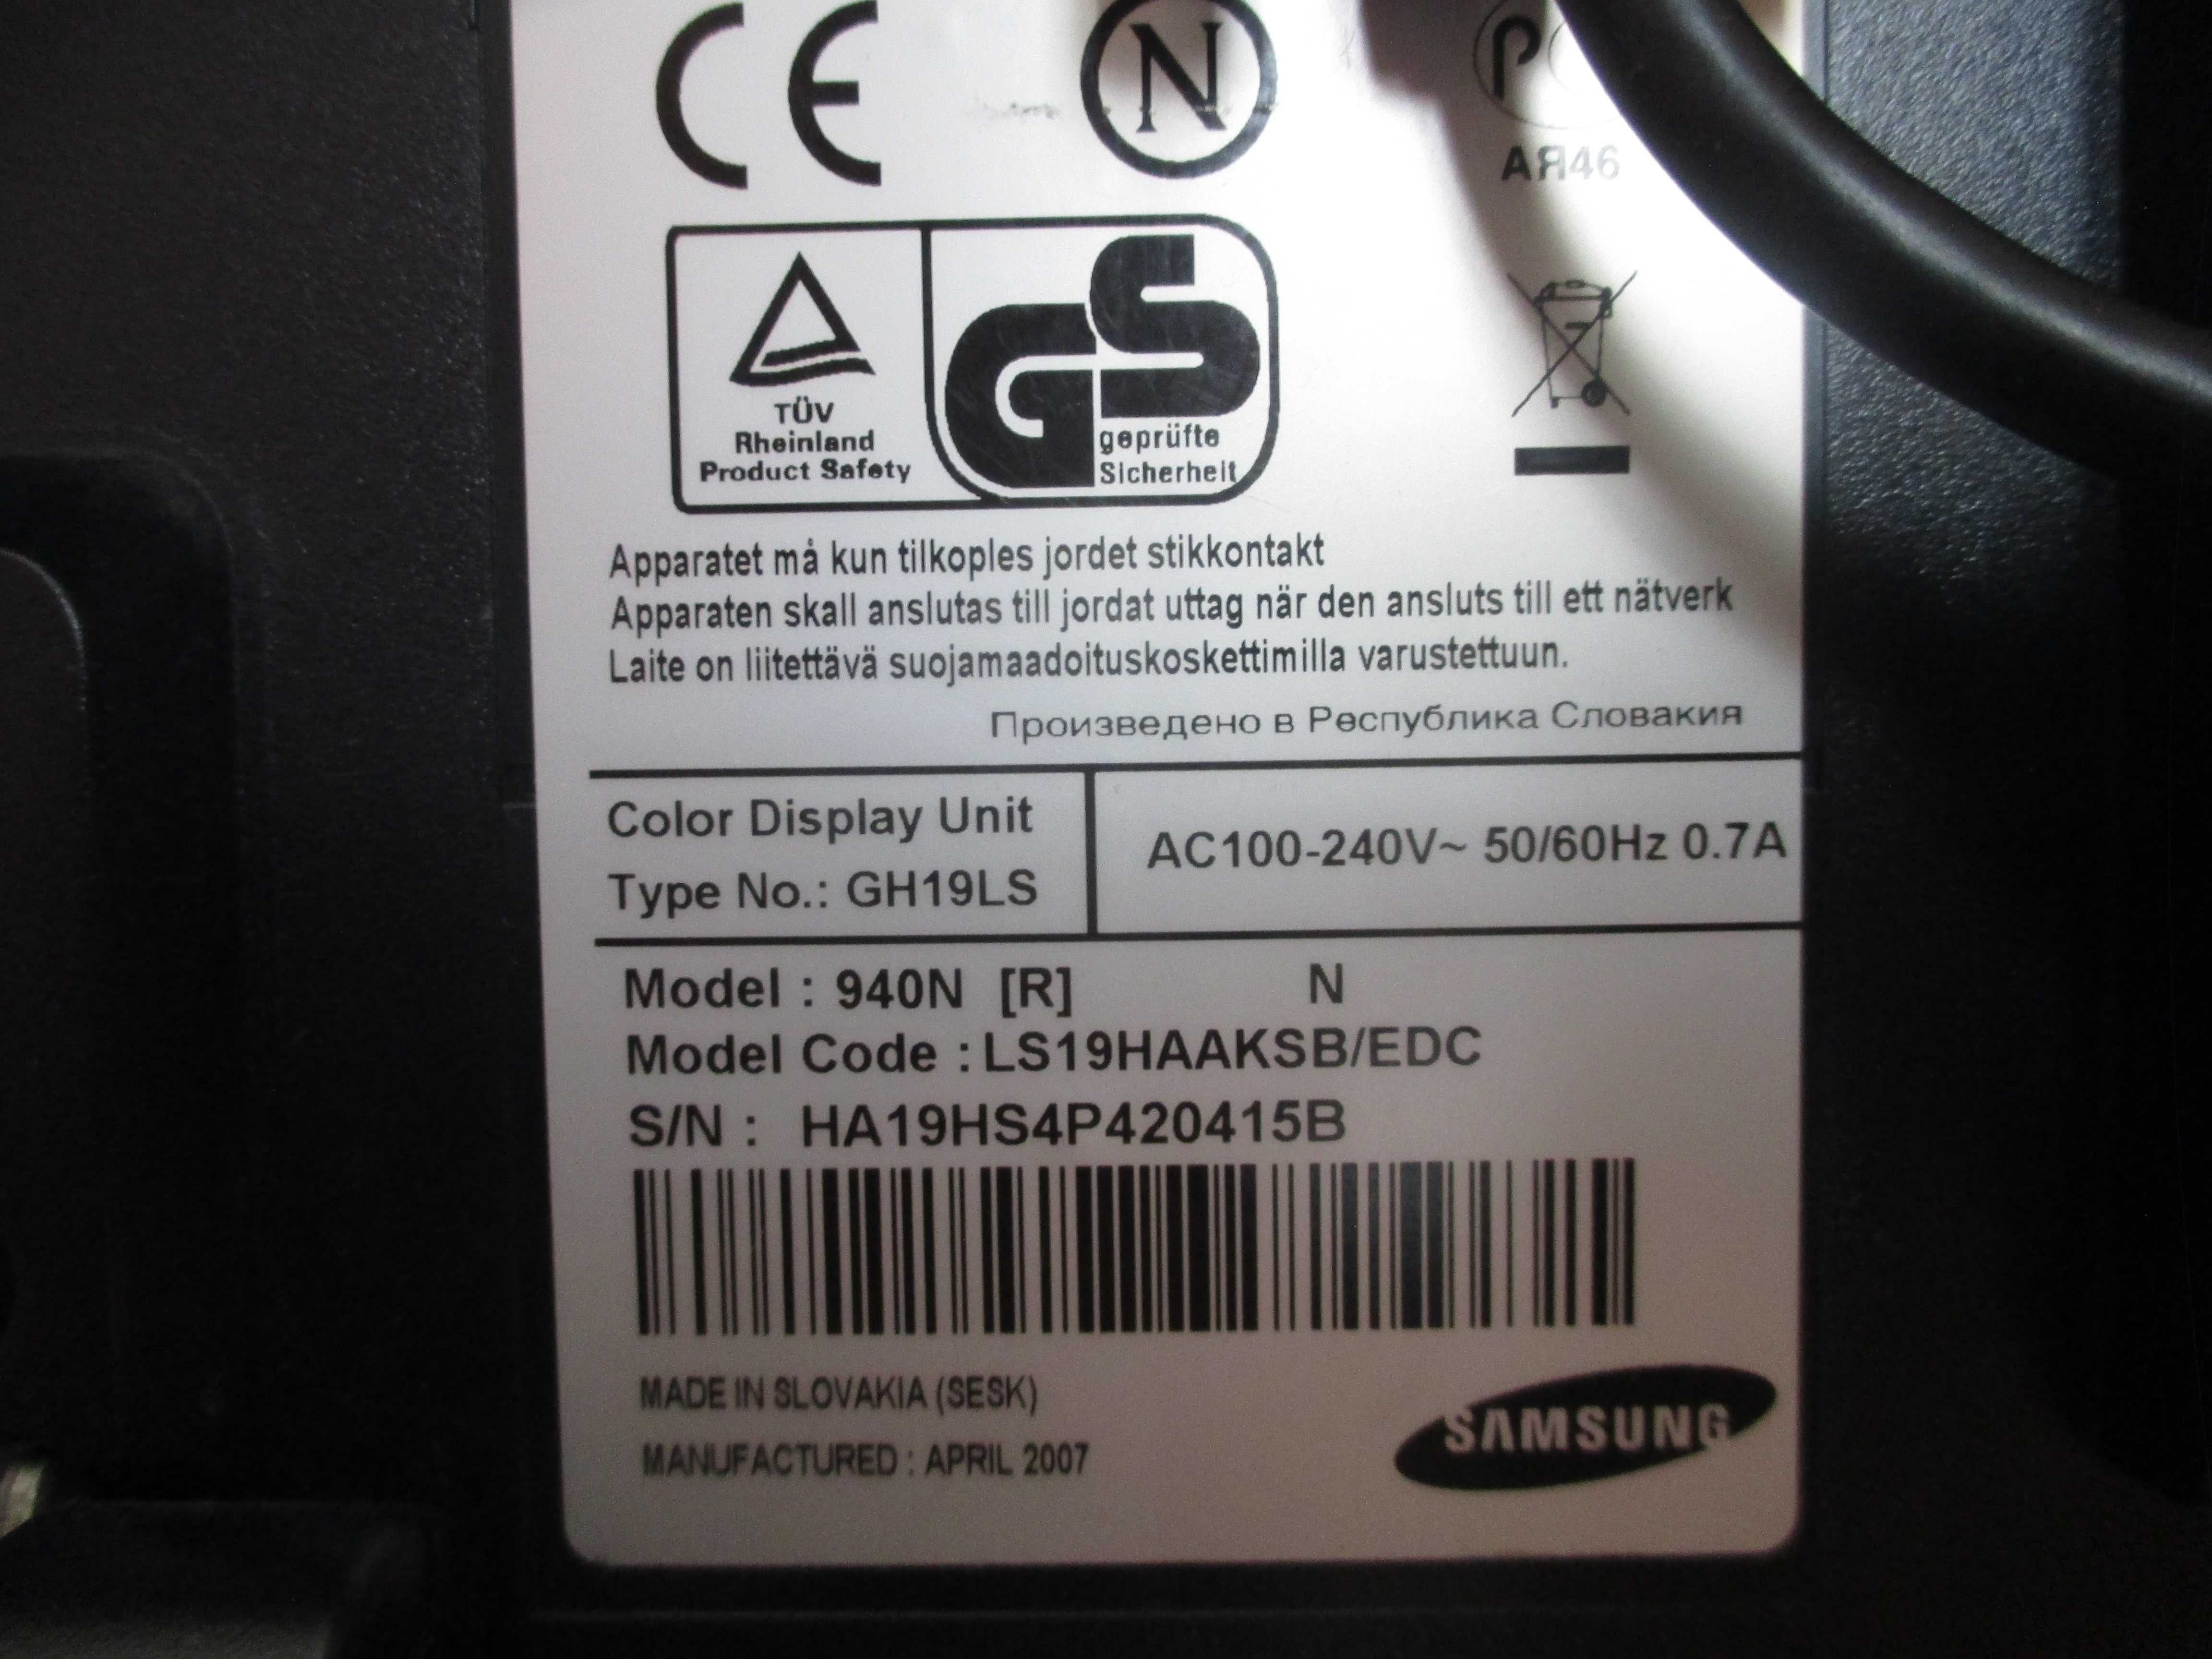 CE N
АЯ46
TÜV
Rheinland
Product Safety
GS
geprüfte
Sicherheit
Apparatet må kun tilkoples jordet stikkontakt
Apparaten skall anslutas till jordat uttag när den ansluts till ett nätverk
Laite on liitettävä suojamaadoituskoskettimilla varustettuun.
Произведено в Республика Словакия
Color Display Unit
Type No.: GH19LS
AC100-240V~ 50/60Hz 0.7A
Model : 940N [R] N
Model Code : LS19HAAKSB/EDC
S/N : HA19HS4P420415B
MADE IN SLOVAKIA (SESK)
MANUFACTURED : APRIL 2007
SAMSUNG